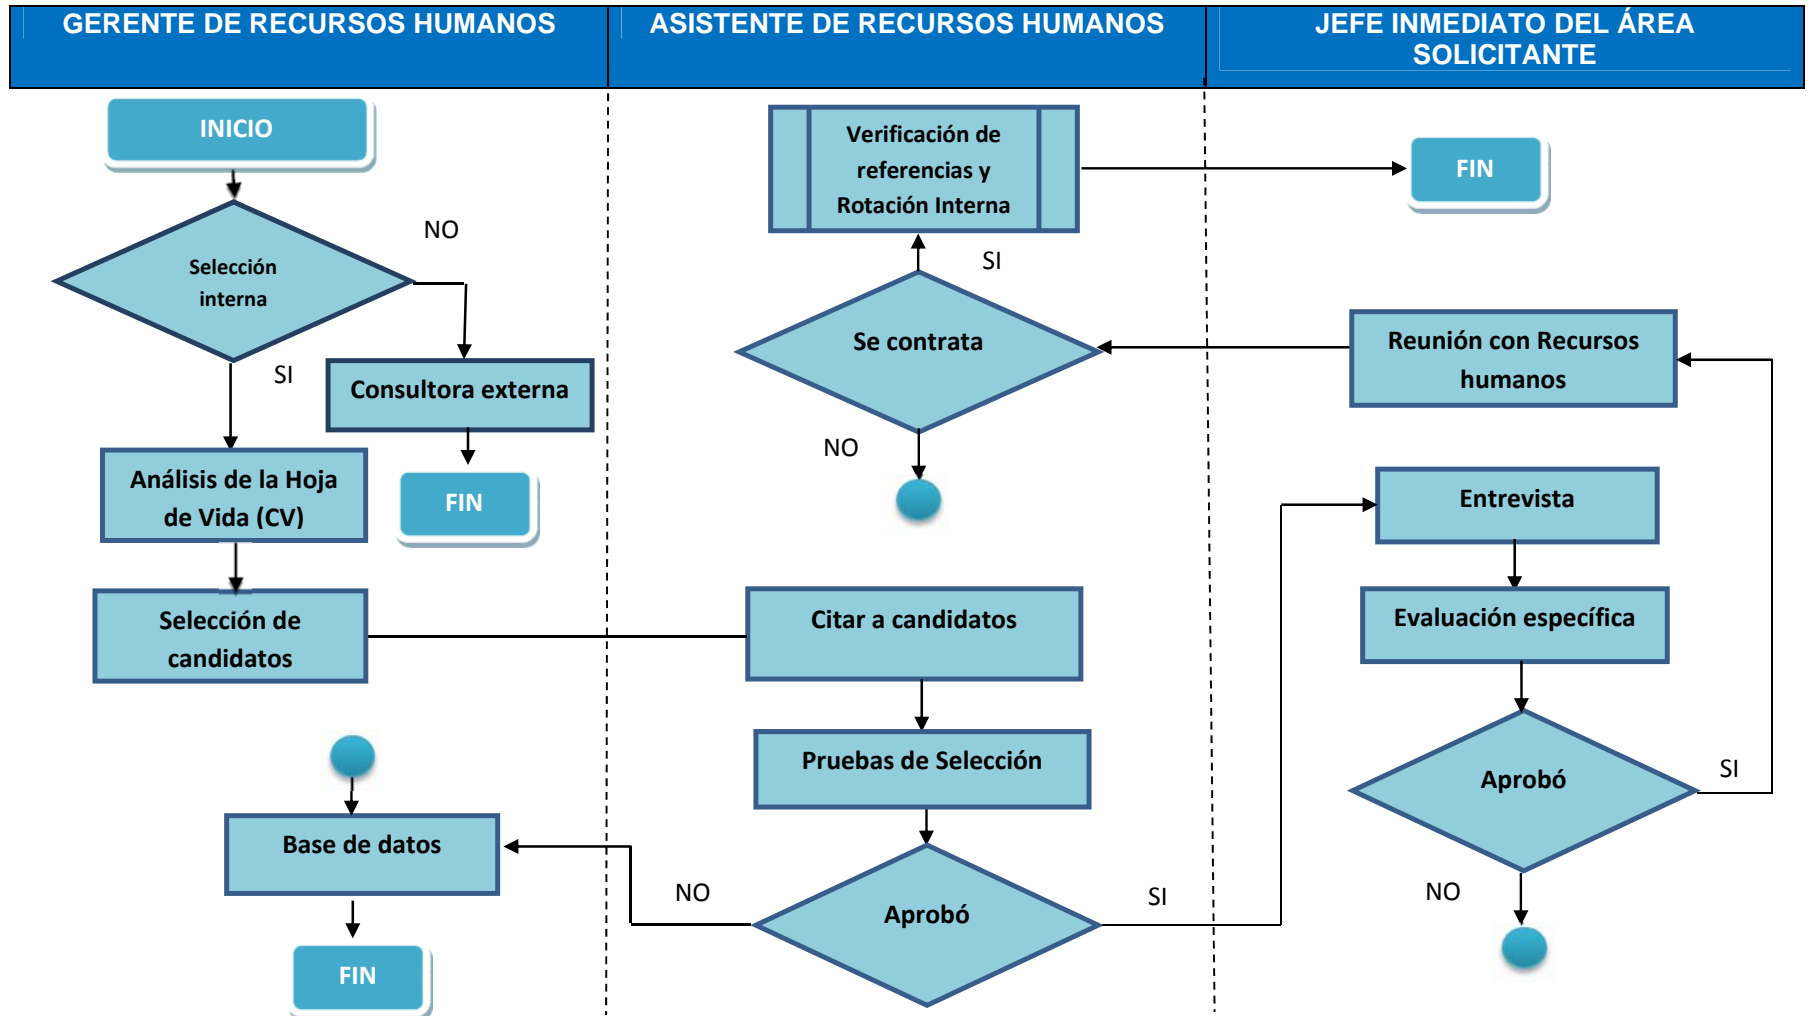 GERENTE DE RECURSOS HUMANOS
ASISTENTE DE RECURSOS HUMANOS
JEFE INMEDIATO DEL ÁREA
SOLICITANTE
INICIO
Selección
interna
NO
SI
Consultora externa
FIN
Análisis de la Hoja
de Vida (CV)
Selección de
candidatos
Base de datos
FIN
Verificación de
referencias y
Rotación Interna
SI
Se contrata
NO
Citar a candidatos
Pruebas de Selección
Aprobó
NO
SI
FIN
Reunión con Recursos
humanos
Entrevista
Evaluación específica
Aprobó
SI
NO